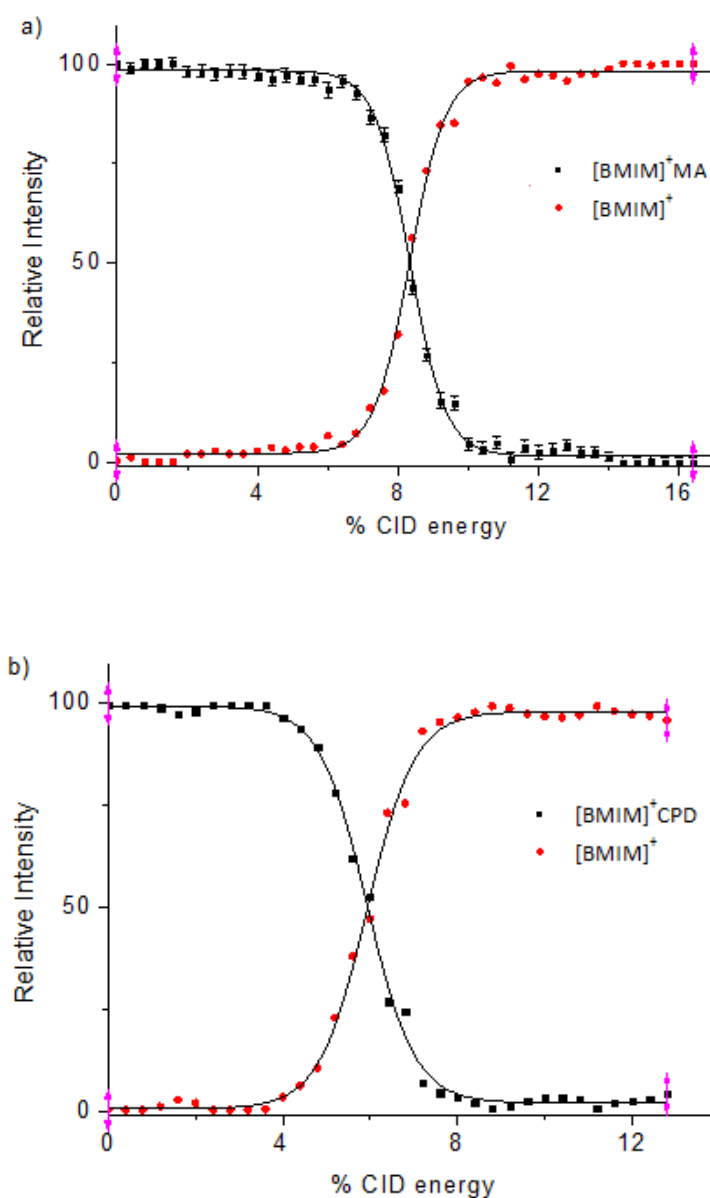 a)
100
50
0
Relative Intensity
[BMIM]⁺MA
[BMIM]⁺
0 4 8 12 16
% CID energy
b)
100
50
0
Relative Intensity
[BMIM]⁺CPD
[BMIM]⁺
0 4 8 12
% CID energy